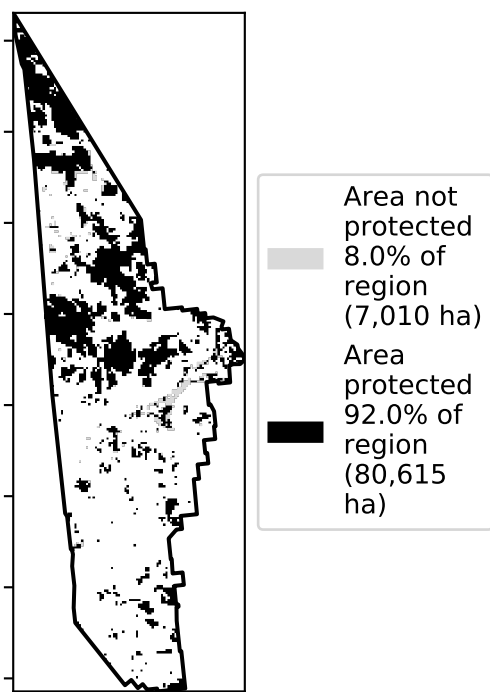 Area not
protected
8.0% of
region
(7,010 ha)
Area
protected
92.0% of
region
(80,615
ha)